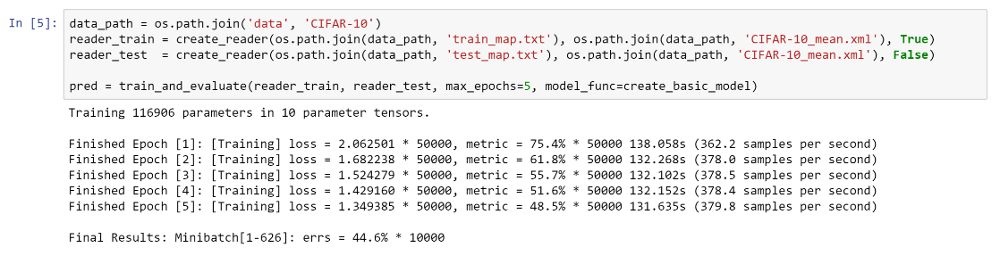 In [5]: data_path = os.path.join('data', 'CIFAR-10')
reader_train = create_reader(os.path.join(data_path, 'train_map.txt'), os.path.join(data_path, 'CIFAR-10_mean.xml'), True)
reader_test  = create_reader(os.path.join(data_path, 'test_map.txt'), os.path.join(data_path, 'CIFAR-10_mean.xml'), False)
pred = train_and_evaluate(reader_train, reader_test, max_epochs=5, model_func=create_basic_model)
Training 116906 parameters in 10 parameter tensors.
Finished Epoch [1]: [Training] loss = 2.062501 * 50000, metric = 75.4% * 50000 138.058s (362.2 samples per second)
Finished Epoch [2]: [Training] loss = 1.682238 * 50000, metric = 61.8% * 50000 132.268s (378.0 samples per second)
Finished Epoch [3]: [Training] loss = 1.524279 * 50000, metric = 55.7% * 50000 132.102s (378.5 samples per second)
Finished Epoch [4]: [Training] loss = 1.429160 * 50000, metric = 51.6% * 50000 132.152s (378.4 samples per second)
Finished Epoch [5]: [Training] loss = 1.349385 * 50000, metric = 48.5% * 50000 131.635s (379.8 samples per second)
Final Results: Minibatch[1-626]: errs = 44.6% * 10000